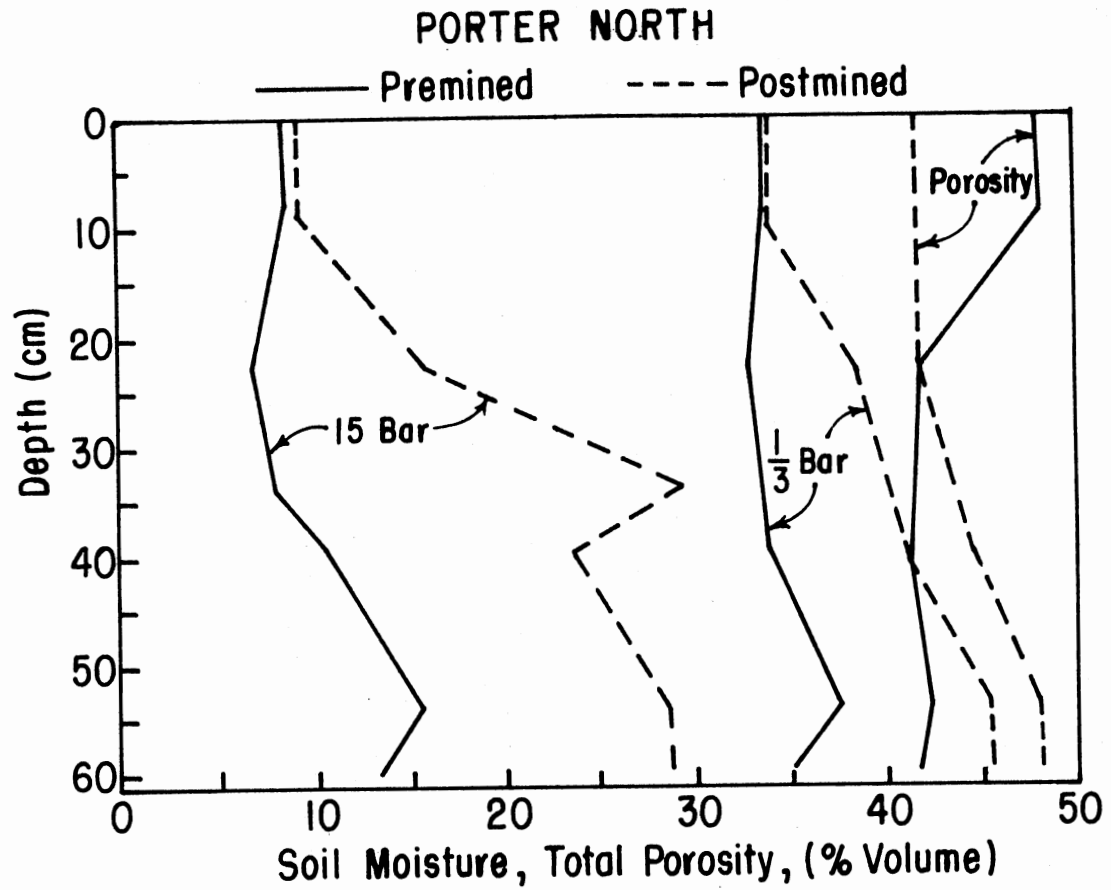 PORTER NORTH
Premined
Postmined
0
10
20
30
40
50
60
Depth (cm)
Porosity
15 Bar
1/3 Bar
0 10 20 30 40 50
Soil Moisture, Total Porosity, (% Volume)